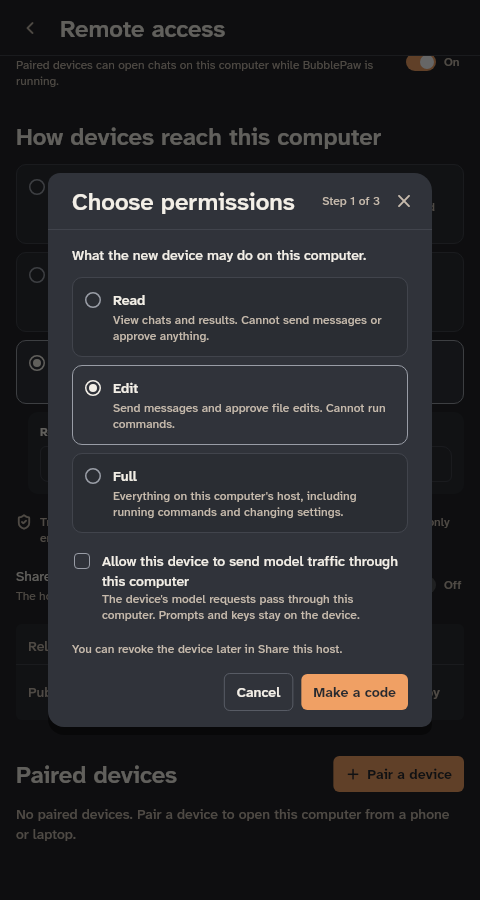 Remote access
Paired devices can open chats on this computer while BubblePaw is
running.
On
How devices reach this computer
Choose permissions
Step 1 of 3
What the new device may do on this computer.
Read
View chats and results. Cannot send messages or
approve anything.
Edit
Send messages and approve file edits. Cannot run
commands.
Full
Everything on this computer's host, including
running commands and changing settings.
Allow this device to send model traffic through
this computer
The device's model requests pass through this
computer. Prompts and keys stay on the device.
You can revoke the device later in Share this host.
Cancel
Make a code
only
Share
Off
The
Paired devices
Pair a device
No paired devices. Pair a device to open this computer from a phone
or laptop.